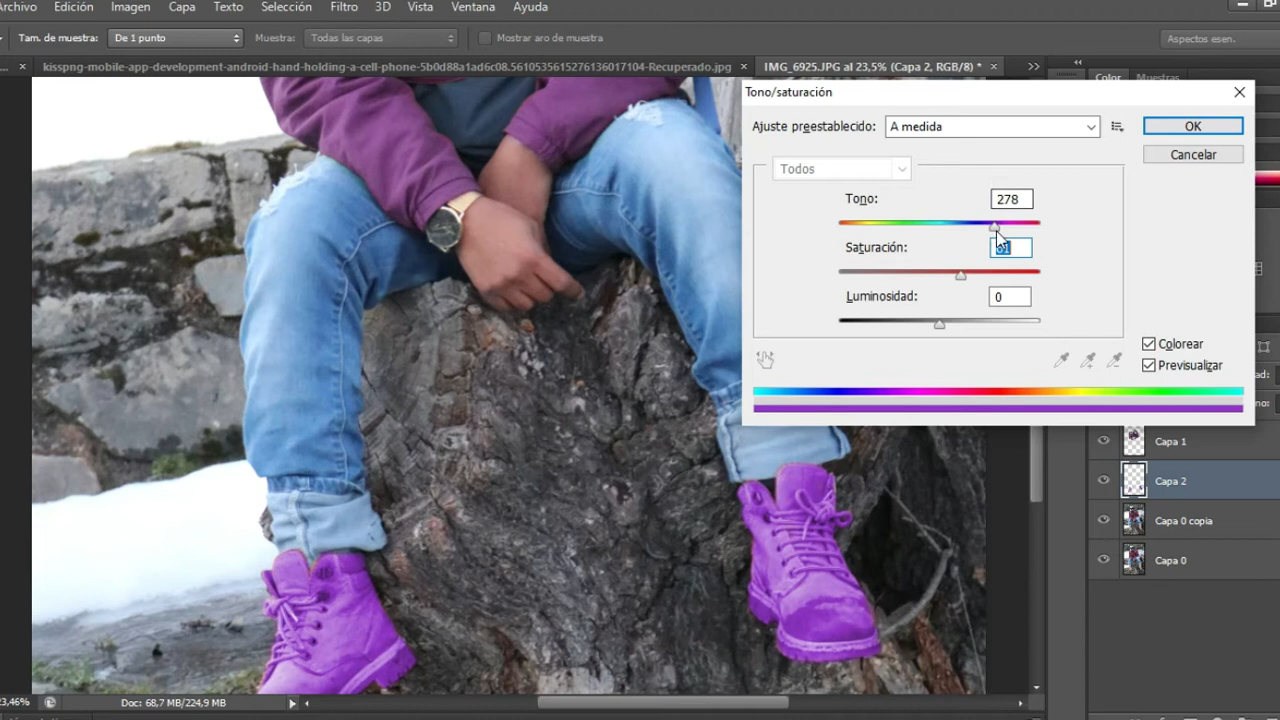 Archivo Edición Imagen Capa Texto Selección Filtro 3D Vista Ventana Ayuda
Tam. de muestra: De 1 punto Muestra: Todas las capas Mostrar aro de muestra Aspectos esen.
kisspng-mobile-app-development-android-hand-holding-a-cell-phone-5b0d88a1ad6c08.5610535615276136017104-Recuperado.jpg IMG_6925.JPG al 23,5% (Capa 2, RGB/8) *
Color Muestras
Tono/saturación
Ajuste preestablecido: A medida OK
Cancelar
Todos
Tono: 278
Saturación:
Luminosidad: 0
Colorear
Previsualizar
Capa 1
Capa 2
Capa 0 copia
Capa 0
Doc: 68,7 MB/224,9 MB